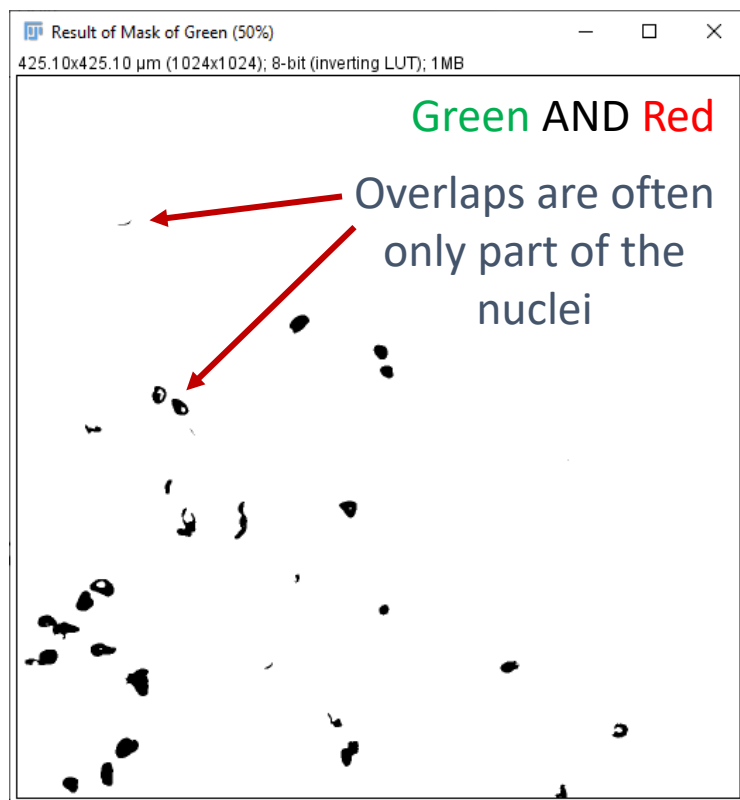 Result of Mask of Green (50%)
425.10x425.10 µm (1024x1024); 8-bit (inverting LUT); 1MB
Green AND Red
Overlaps are often
only part of the
nuclei